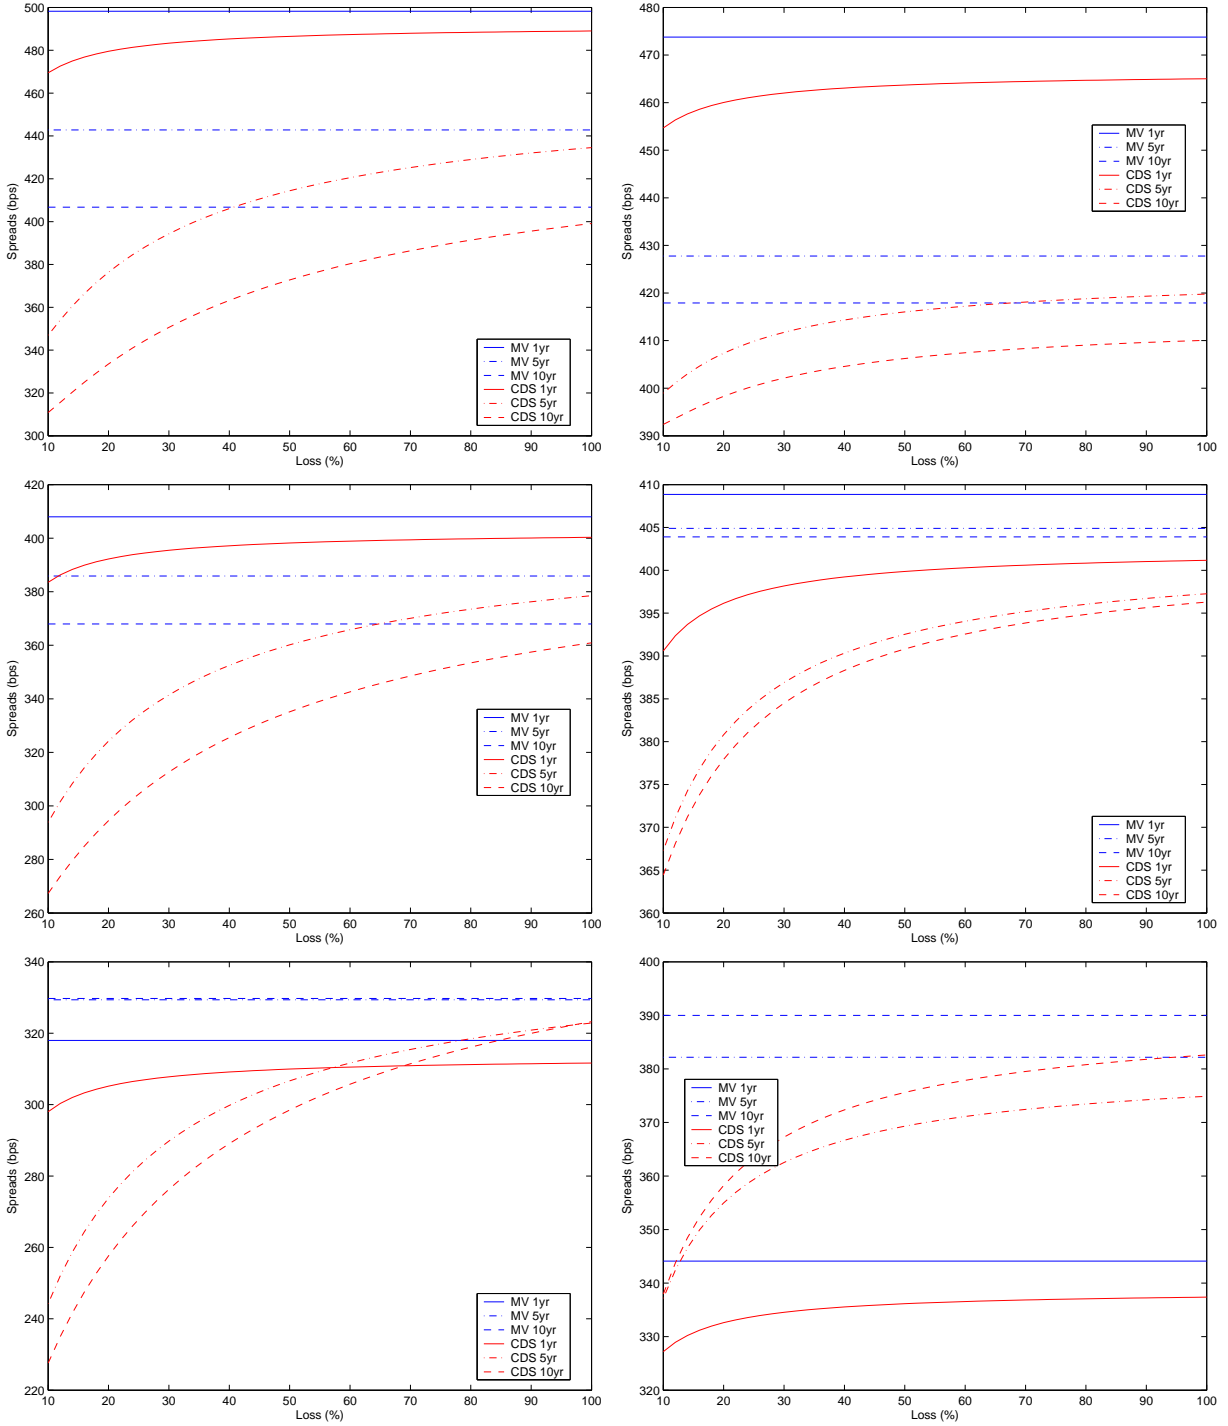 500
480
460
440
420
400
380
360
340
320
300
Spreads (bps)
10 20 30 40 50 60 70 80 90 100
Loss (%)
MV 1yr
MV 5yr
MV 10yr
CDS 1yr
CDS 5yr
CDS 10yr
480
470
460
450
440
430
420
410
400
390
Spreads (bps)
10 20 30 40 50 60 70 80 90 100
Loss (%)
MV 1yr
MV 5yr
MV 10yr
CDS 1yr
CDS 5yr
CDS 10yr
420
400
380
360
340
320
300
280
260
Spreads (bps)
10 20 30 40 50 60 70 80 90 100
Loss (%)
MV 1yr
MV 5yr
MV 10yr
CDS 1yr
CDS 5yr
CDS 10yr
410
405
400
395
390
385
380
375
370
365
360
Spreads (bps)
10 20 30 40 50 60 70 80 90 100
Loss (%)
MV 1yr
MV 5yr
MV 10yr
CDS 1yr
CDS 5yr
CDS 10yr
340
320
300
280
260
240
220
Spreads (bps)
10 20 30 40 50 60 70 80 90 100
Loss (%)
MV 1yr
MV 5yr
MV 10yr
CDS 1yr
CDS 5yr
CDS 10yr
400
390
380
370
360
350
340
330
320
Spreads (bps)
10 20 30 40 50 60 70 80 90 100
Loss (%)
MV 1yr
MV 5yr
MV 10yr
CDS 1yr
CDS 5yr
CDS 10yr